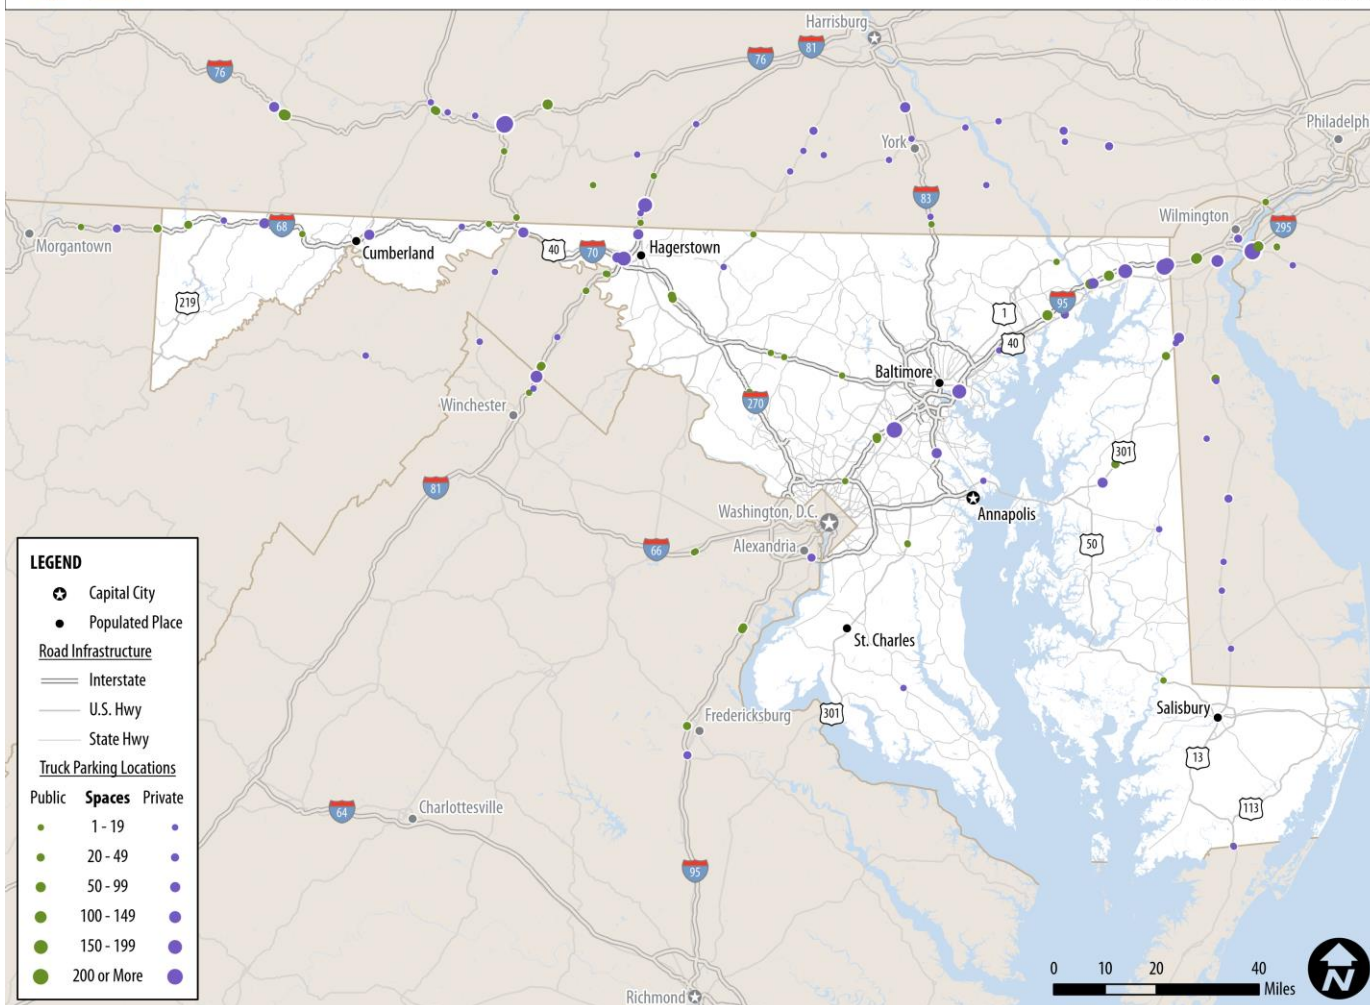 Harrisburg
81
76
76
Philadelph
York
83
Wilmington
295
Morgantown
68
Cumberland
40
70
Hagerstown
219
1
95
40
Baltimore
270
Winchester
301
81
Washington, D.C.
Annapolis
66
Alexandria
50
St. Charles
301
Fredericksburg
Salisbury
13
113
64
Charlottesville
95
Richmond
LEGEND
Capital City
Populated Place
Road Infrastructure
Interstate
U.S. Hwy
State Hwy
Truck Parking Locations
Public Spaces Private
1 - 19
20 - 49
50 - 99
100 - 149
150 - 199
200 or More
0 10 20 40
Miles
N